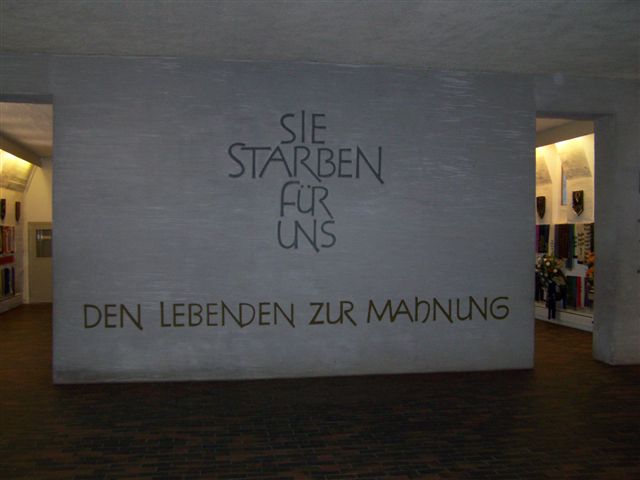 SIE
STARBEN
FÜR
UNS
DEN LEBENDEN ZUR MAHNUNG